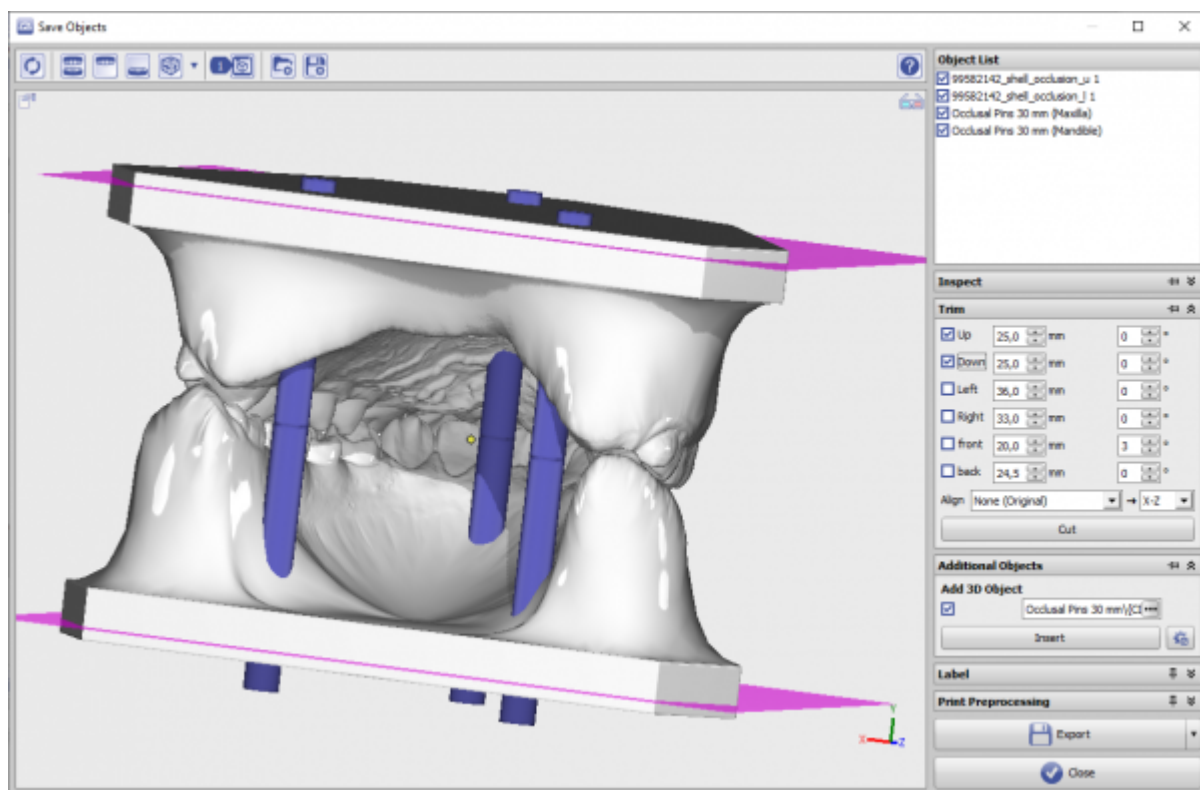 Save Objects
1
?
Object List
99582142_shell_occlusion_u 1
99582142_shell_occlusion_l 1
Occlusal Pins 30 mm (Maxilla)
Occlusal Pins 30 mm (Mandible)
Inspect
Trim
Up 25,0 mm 0 °
Down 25,0 mm 0 °
Left 36,0 mm 0 °
Right 33,0 mm 0 °
front 20,0 mm 3 °
back 24,5 mm 0 °
Align None (Original) → X-Z
Cut
Additional Objects
Add 3D Object
Occlusal Pins 30 mm\(CI
Insert
Label
Print Preprocessing
Y
X Z
Export
Close